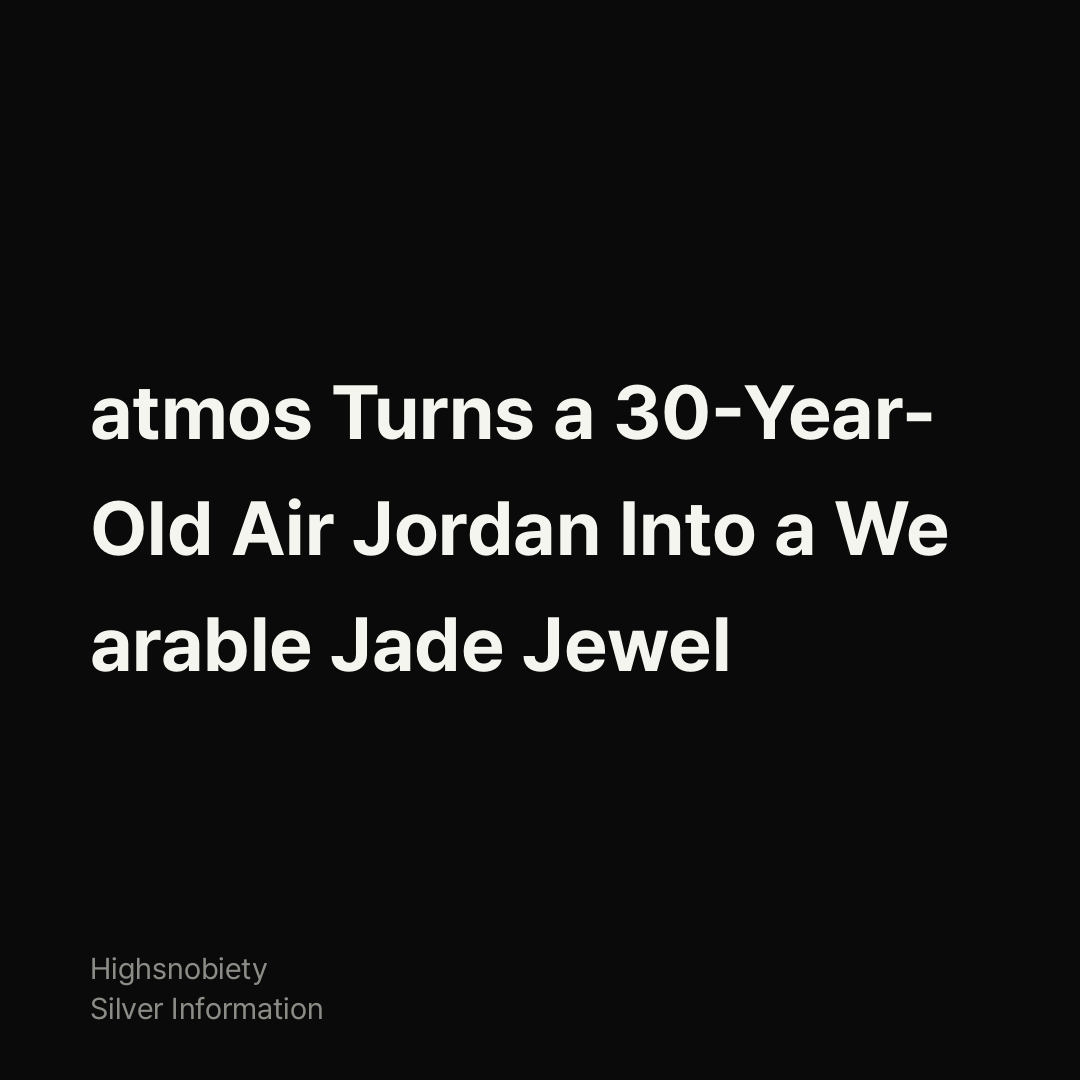 atmos Turns a 30-Year-
Old Air Jordan Into a We
arable Jade Jewel
Highsnobiety
Silver Information